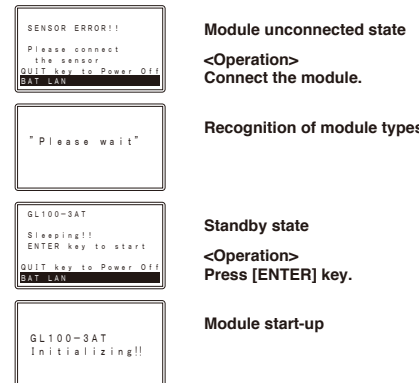 SENSOR ERROR!!
Please connect
the sensor
QUIT key to Power Off
BAT LAN
Module unconnected state
<Operation>
Connect the module.
"Please wait"
Recognition of module types
GL100-3AT
Sleeping!!
ENTER key to start
QUIT key to Power Off
BAT LAN
Standby state
<Operation>
Press [ENTER] key.
GL100-3AT
Initializing!!
Module start-up